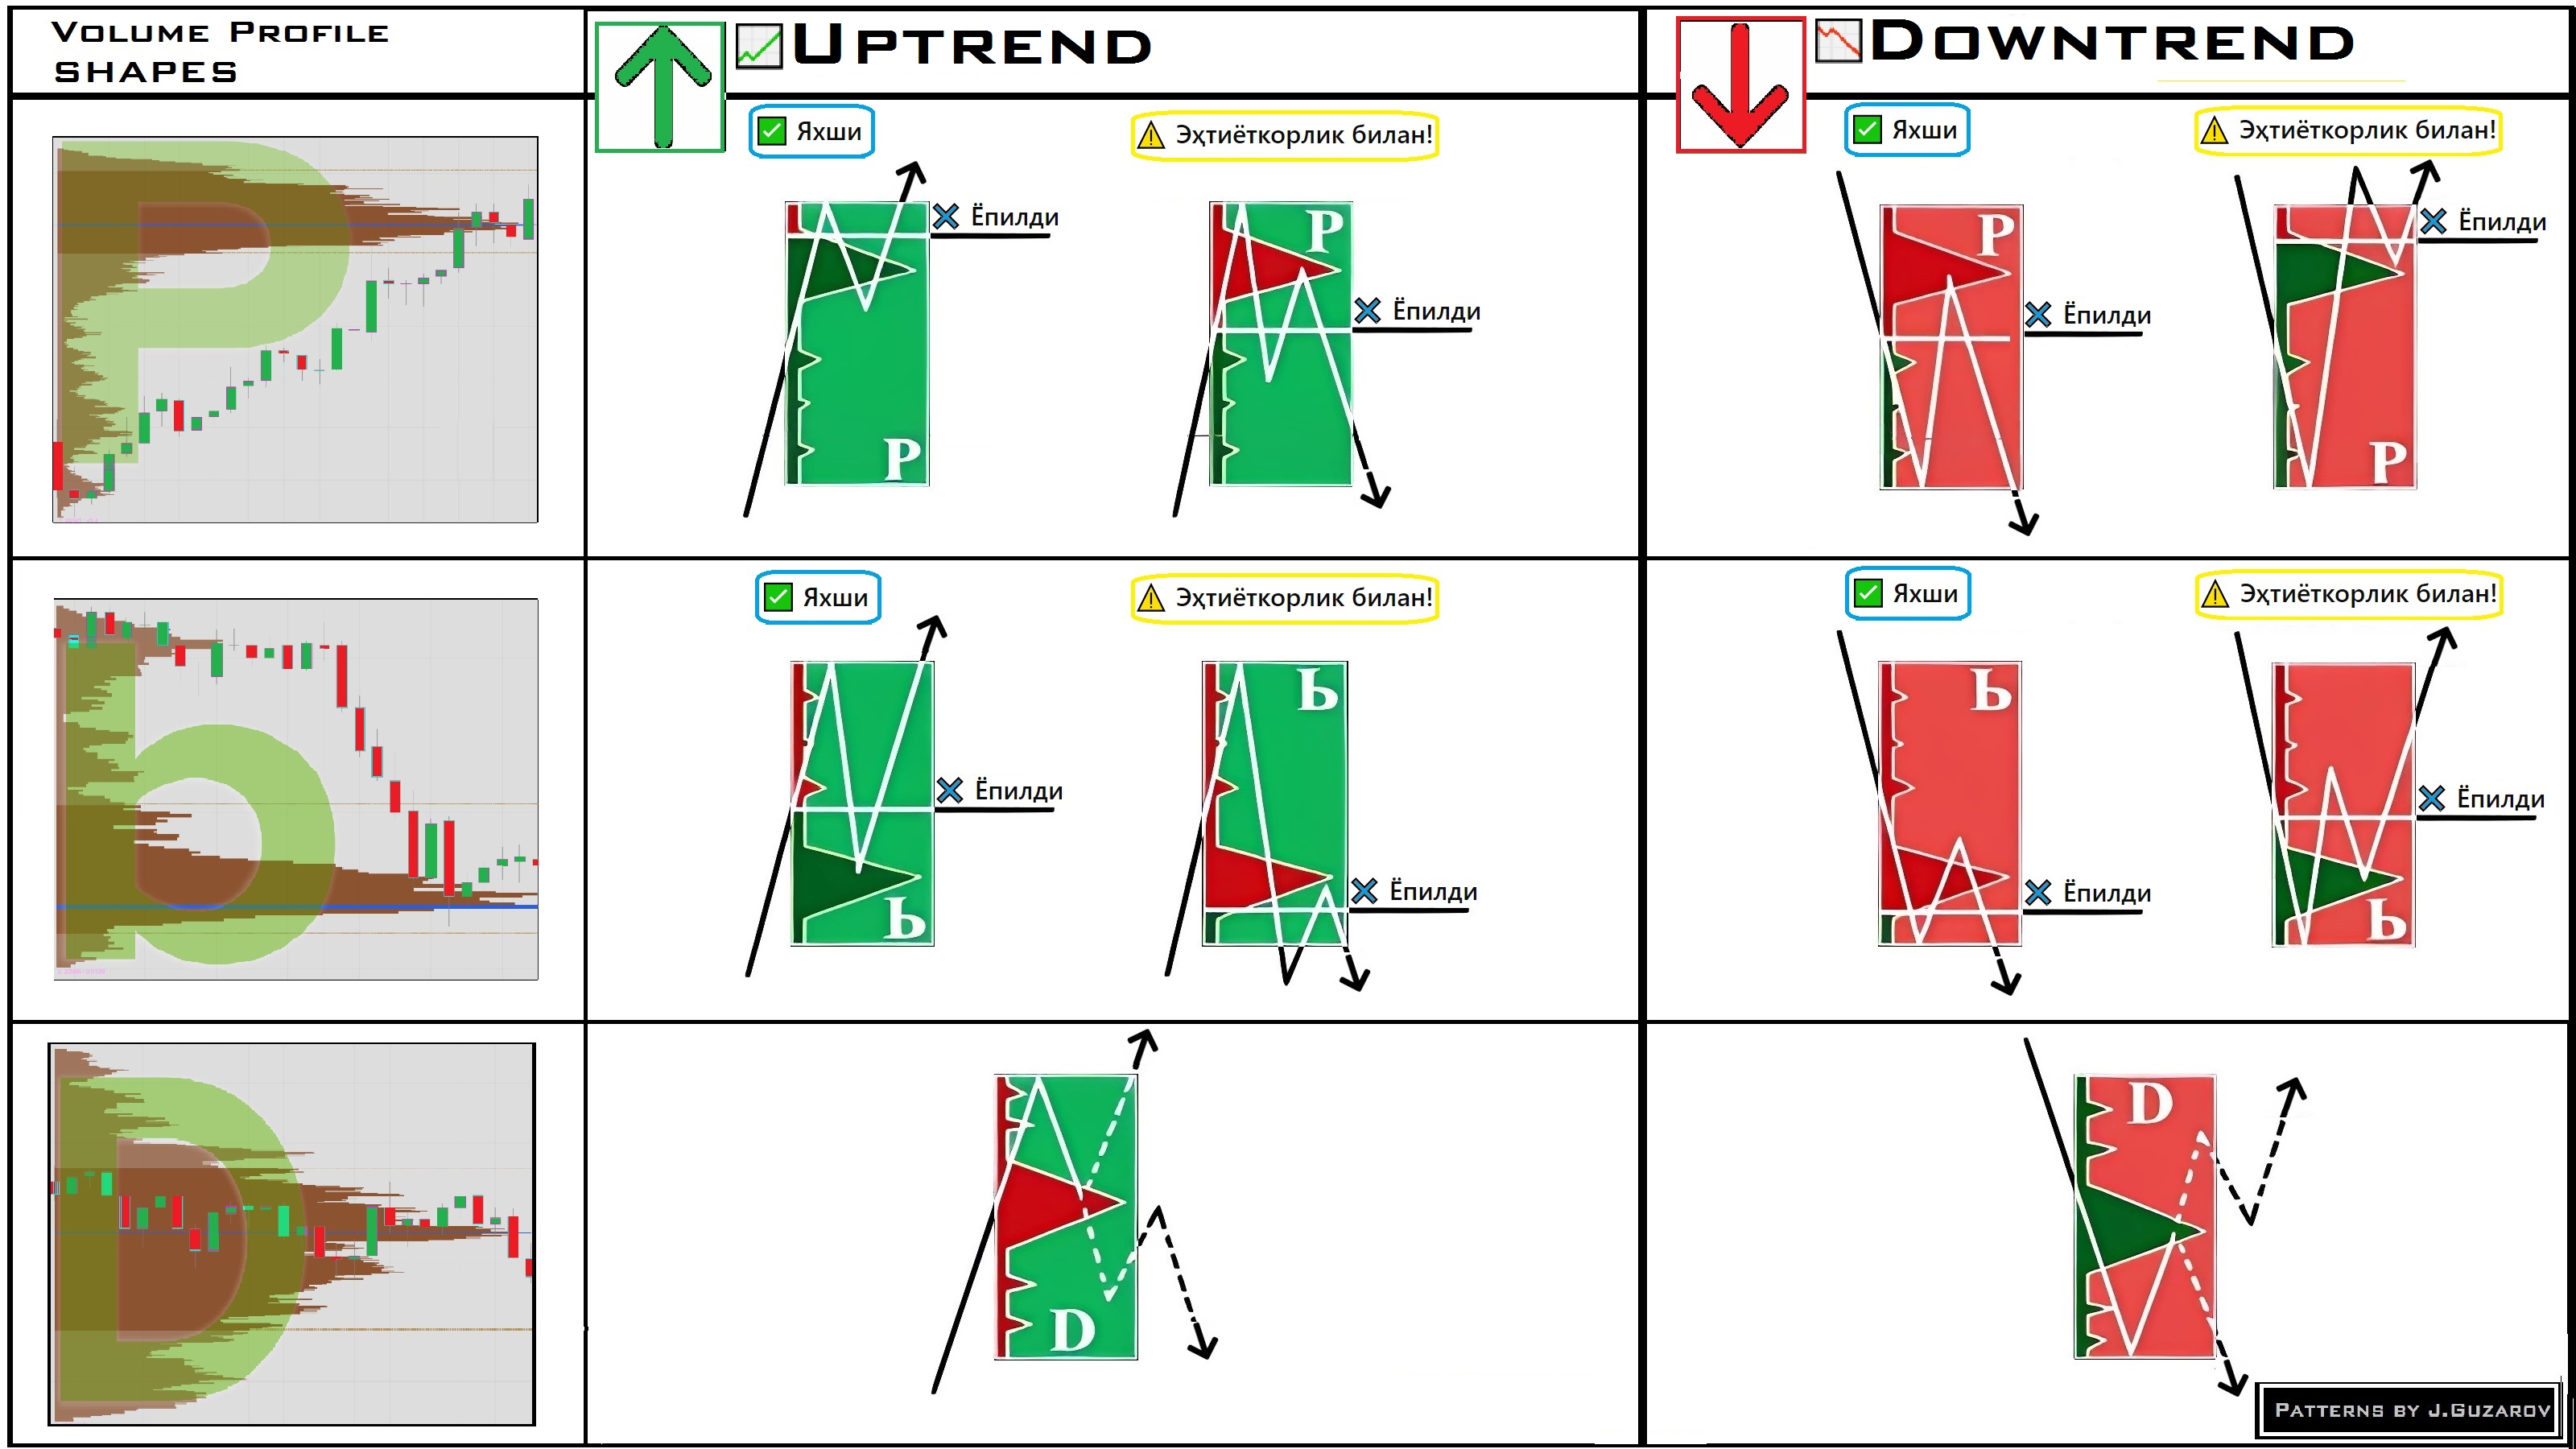 VOLUME PROFILE
SHAPES
UPTREND
DOWNTREND
Яхши
Эҳтиёткорлик билан!
Яхши
Эҳтиёткорлик билан!
Ёпилди
P
Ёпилди
P
P
Ёпилди
Ёпилди
P
P
P
Яхши
Эҳтиёткорлик билан!
Яхши
Эҳтиёткорлик билан!
Ь
Ь
Ёпилди
Ёпилди
Ёпилди
Ёпилди
b
Ь
Ь
D
D
D
PATTERNS BY J.GUZAROV